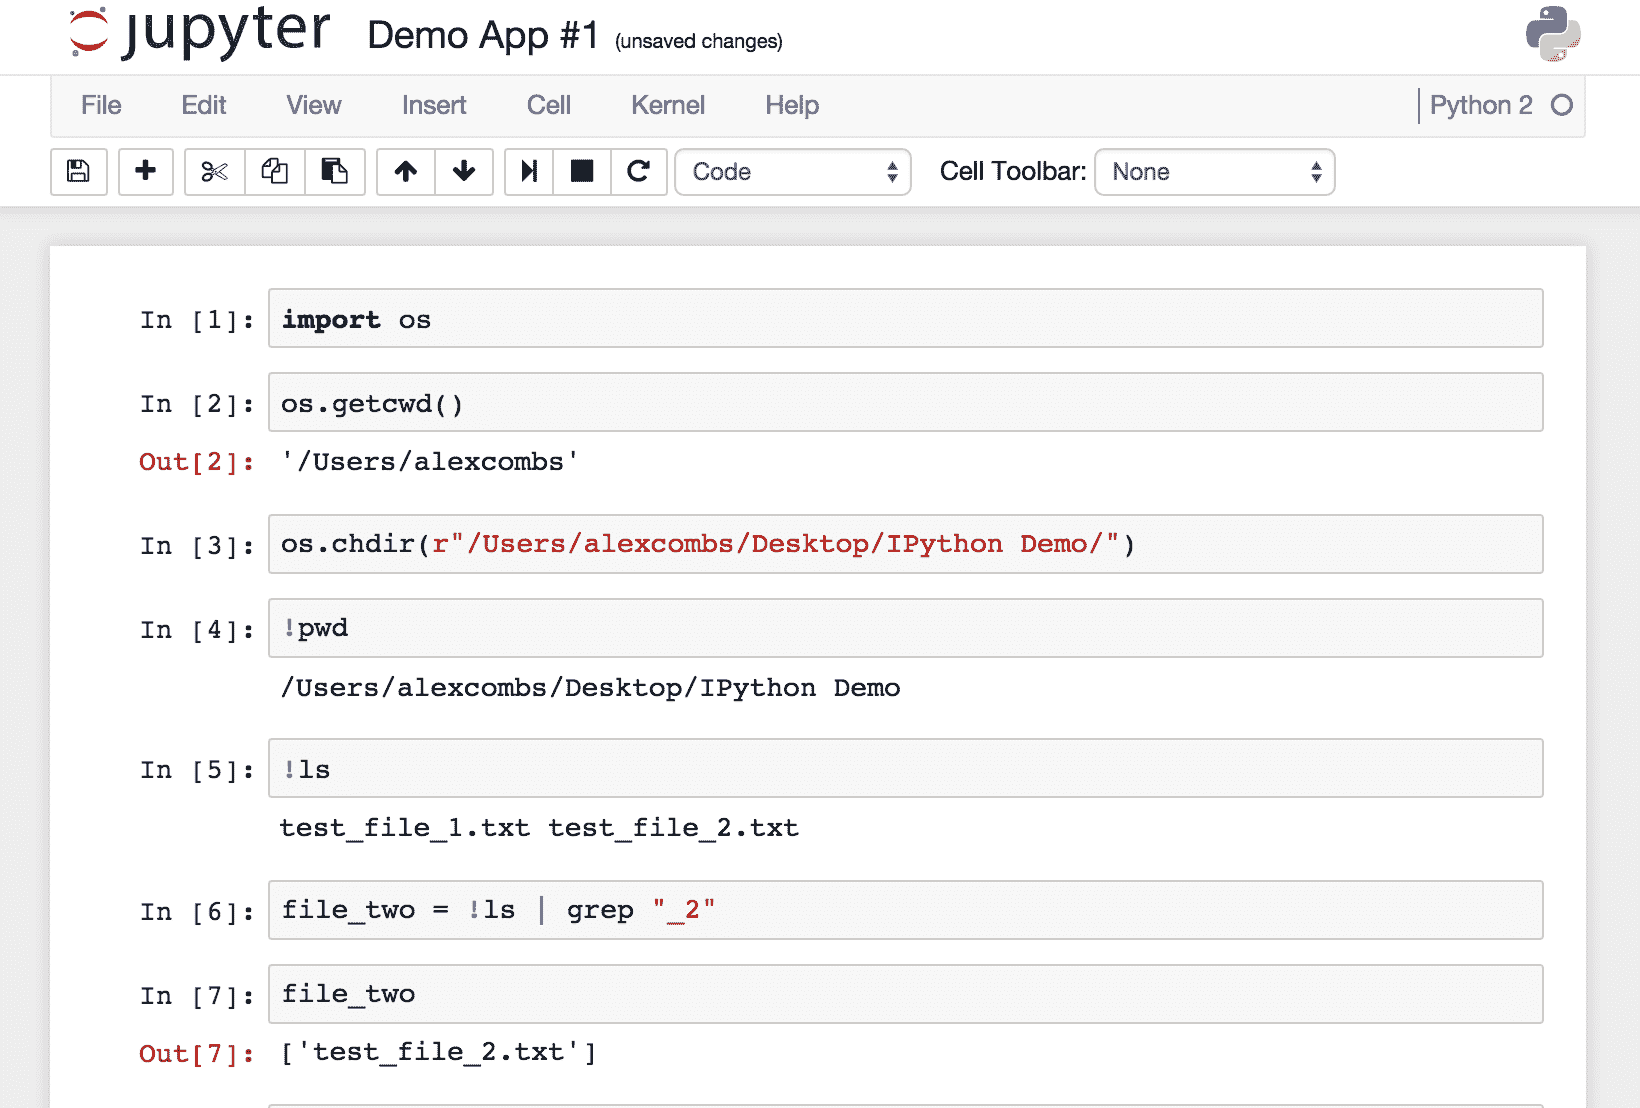 jupyter Demo App #1 (unsaved changes)
File Edit View Insert Cell Kernel Help Python 2
Code Cell Toolbar: None
In [1]: import os
In [2]: os.getcwd()
Out[2]: '/Users/alexcombs'
In [3]: os.chdir(r"/Users/alexcombs/Desktop/IPython Demo/")
In [4]: !pwd
/Users/alexcombs/Desktop/IPython Demo
In [5]: !ls
test_file_1.txt test_file_2.txt
In [6]: file_two = !ls | grep "_2"
In [7]: file_two
Out[7]: ['test_file_2.txt']